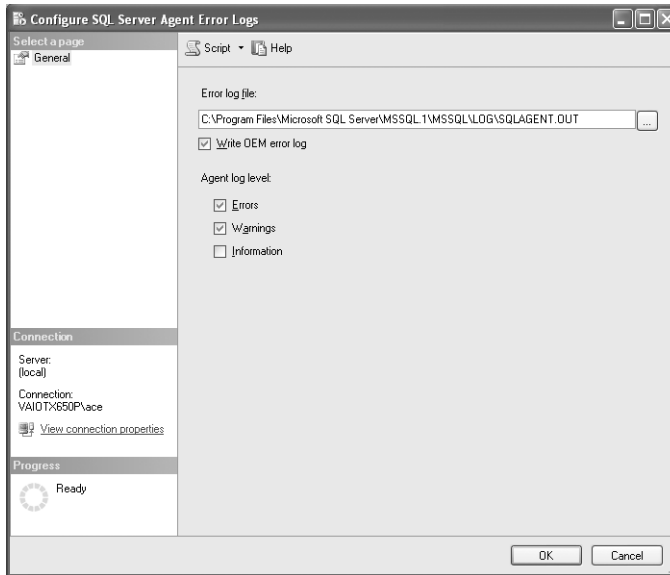 Configure SQL Server Agent Error Logs
Select a page
General
Script Help
Error log file:
C:\Program Files\Microsoft SQL Server\MSSQL.1\MSSQL\LOG\SQLAGENT.OUT ...
Write OEM error log
Agent log level:
Errors
Warnings
Information
Connection
Server:
(local)
Connection:
VAIOTX650P\ace
View connection properties
Progress
Ready
OK Cancel